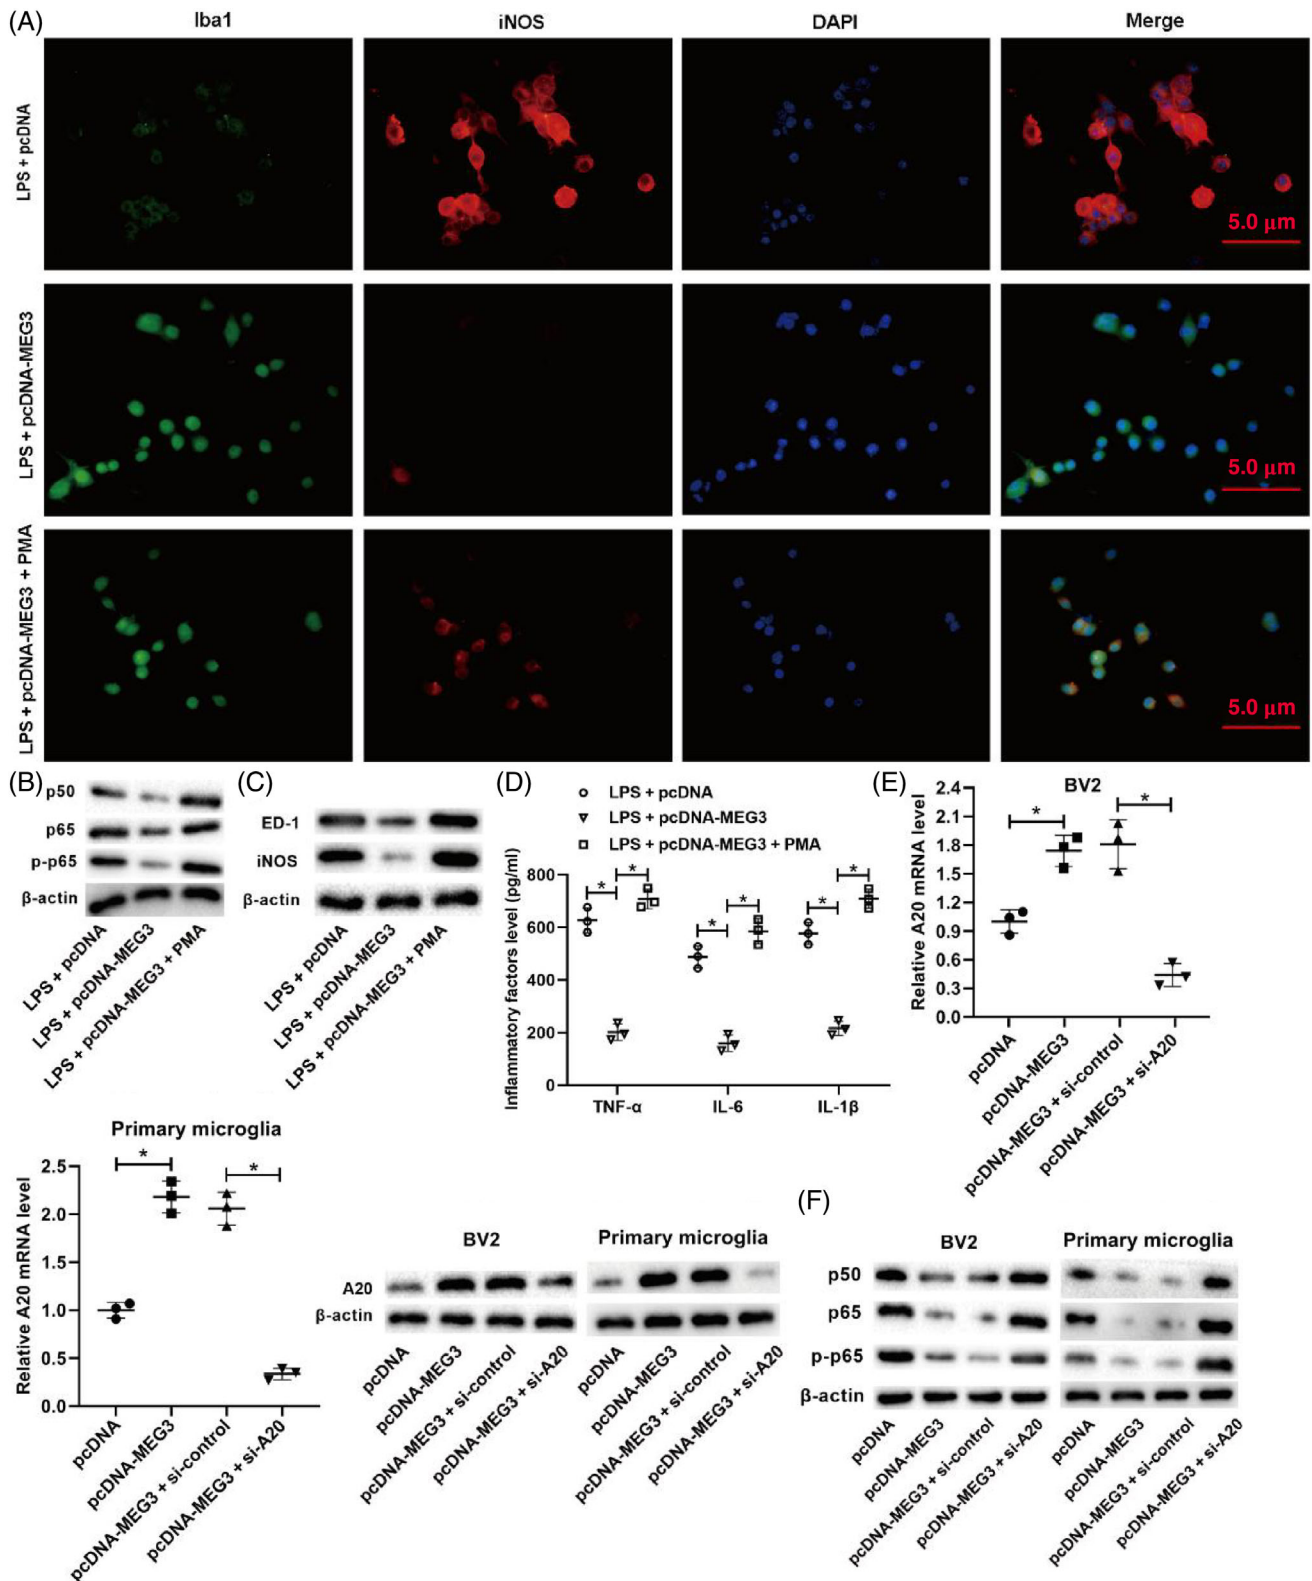 (A)
Iba1
iNOS
DAPI
Merge
LPS + pcDNA
5.0 μm
LPS + pcDNA-MEG3
5.0 μm
LPS + pcDNA-MEG3 + PMA
5.0 μm
(B)
p50
p65
p-p65
β-actin
LPS + pcDNA
LPS + pcDNA-MEG3
LPS + pcDNA-MEG3 + PMA
(C)
ED-1
iNOS
β-actin
LPS + pcDNA
LPS + pcDNA-MEG3
LPS + pcDNA-MEG3 + PMA
(D)
LPS + pcDNA
LPS + pcDNA-MEG3
LPS + pcDNA-MEG3 + PMA
Inflammatory factors level (pg/ml)
800
600
400
200
0
* * * * * *
TNF-α
IL-6
IL-1β
(E)
BV2
Relative A20 mRNA level
2.4
2.1
1.8
1.5
1.2
0.9
0.6
0.3
0.0
* *
pcDNA
pcDNA-MEG3
pcDNA-MEG3 + si-control
pcDNA-MEG3 + si-A20
Primary microglia
Relative A20 mRNA level
2.5
2.0
1.5
1.0
0.5
0.0
* *
pcDNA
pcDNA-MEG3
pcDNA-MEG3 + si-control
pcDNA-MEG3 + si-A20
BV2
Primary microglia
A20
β-actin
pcDNA
pcDNA-MEG3
pcDNA-MEG3 + si-control
pcDNA-MEG3 + si-A20
pcDNA
pcDNA-MEG3
pcDNA-MEG3 + si-control
pcDNA-MEG3 + si-A20
(F)
BV2
Primary microglia
p50
p65
p-p65
β-actin
pcDNA
pcDNA-MEG3
pcDNA-MEG3 + si-control
pcDNA-MEG3 + si-A20
pcDNA
pcDNA-MEG3
pcDNA-MEG3 + si-control
pcDNA-MEG3 + si-A20